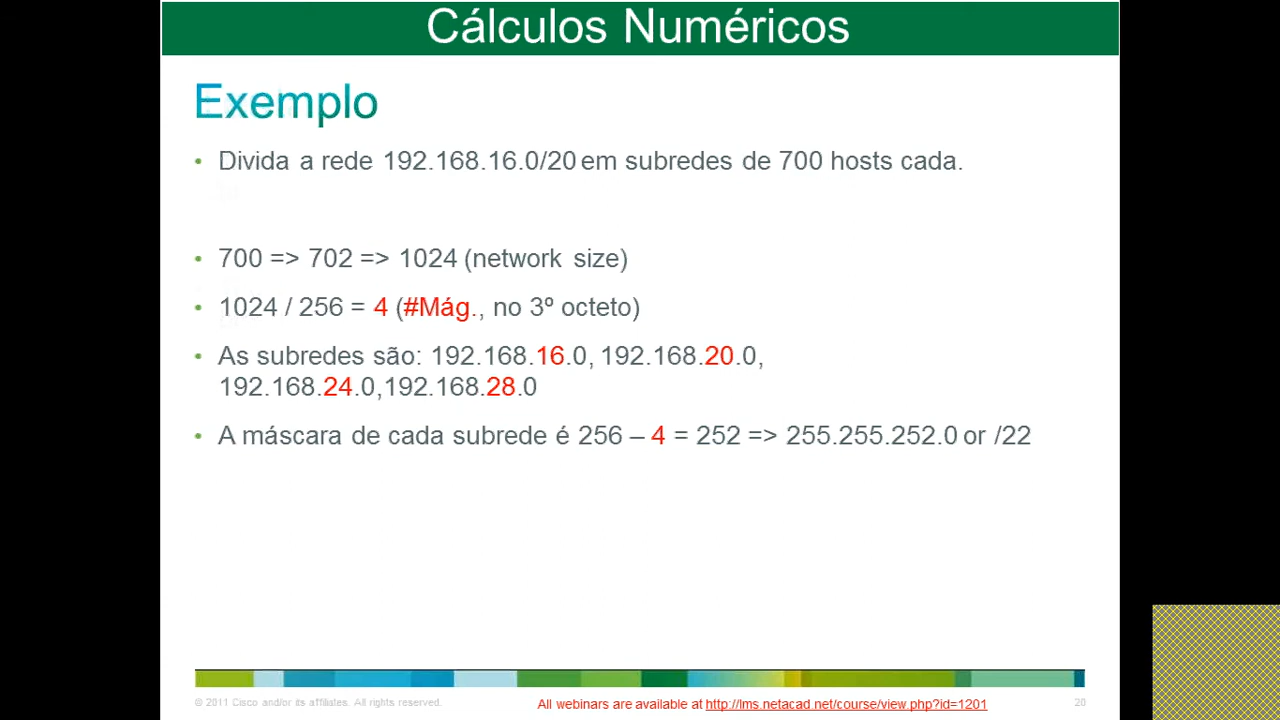 Cálculos Numéricos
Exemplo
• Divida a rede 192.168.16.0/20 em subredes de 700 hosts cada.
• 700 => 702 => 1024 (network size)
• 1024 / 256 = 4 (#Mág., no 3º octeto)
• As subredes são: 192.168.16.0, 192.168.20.0,
192.168.24.0,192.168.28.0
• A máscara de cada subrede é 256 – 4 = 252 => 255.255.252.0 or /22
© 2011 Cisco and/or its affiliates. All rights reserved.
All webinars are available at http://lms.netacad.net/course/view.php?id=1201
20